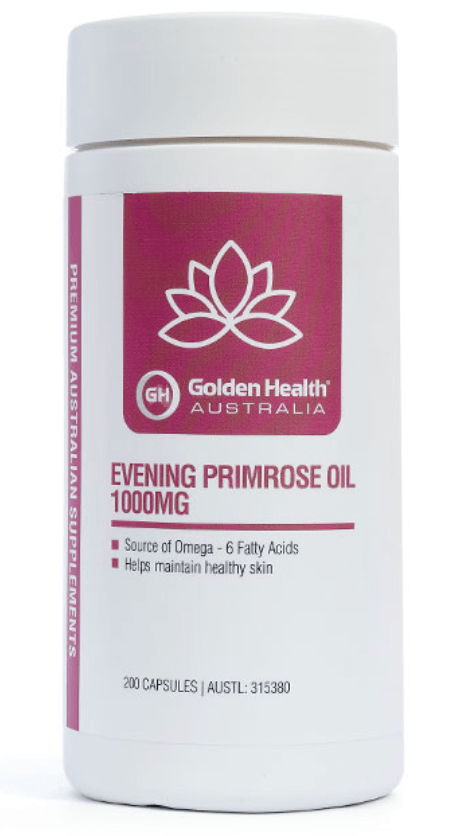 GH
Golden Health®
AUSTRALIA
EVENING PRIMROSE OIL
1000MG
Source of Omega - 6 Fatty Acids
Helps maintain healthy skin
200 CAPSULES | AUSTL: 315380
PREMIUM AUSTRALIAN SUPPLEMENTS